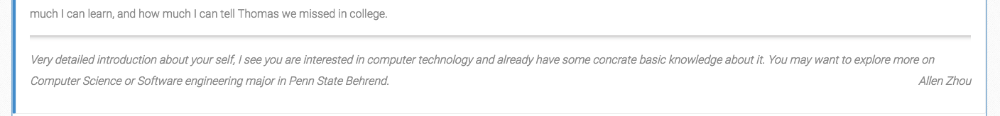 much I can learn, and how much I can tell Thomas we missed in college.
Very detailed introduction about your self, I see you are interested in computer technology and already have some concrate basic knowledge about it. You may want to explore more on
Computer Science or Software engineering major in Penn State Behrend.
Allen Zhou